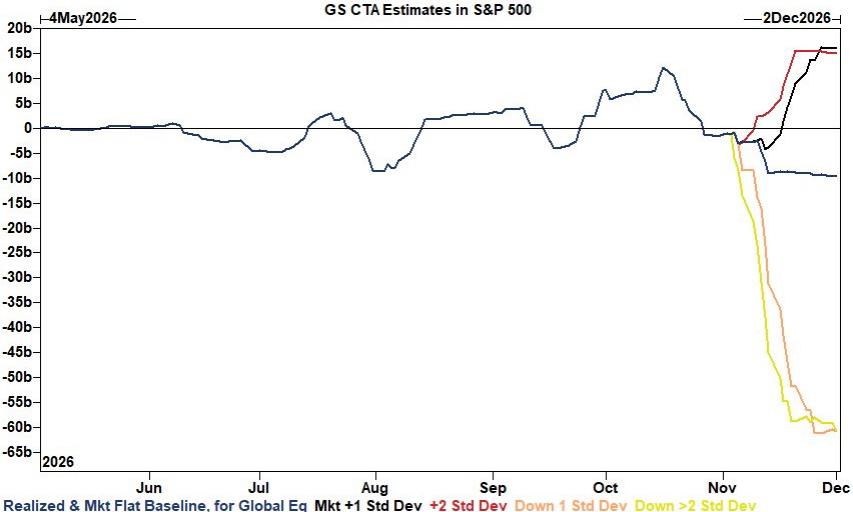 GS CTA Estimates in S&P 500
4May2026
2Dec2026
20b
15b
10b
5b
0
-5b
-10b
-15b
-20b
-25b
-30b
-35b
-40b
-45b
-50b
-55b
-60b
-65b
2026
Jun Jul Aug Sep Oct Nov Dec
Realized & Mkt Flat Baseline, for Global Eq Mkt +1 Std Dev +2 Std Dev Down 1 Std Dev Down >2 Std Dev